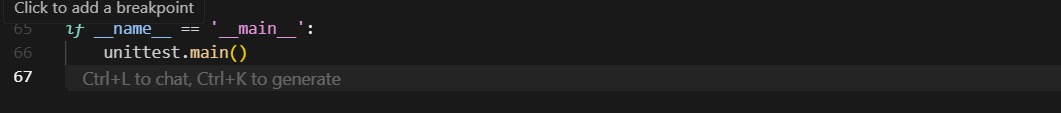 Click to add a breakpoint
65 if __name__ == '__main__':
66 unittest.main()
67 Ctrl+L to chat, Ctrl+K to generate